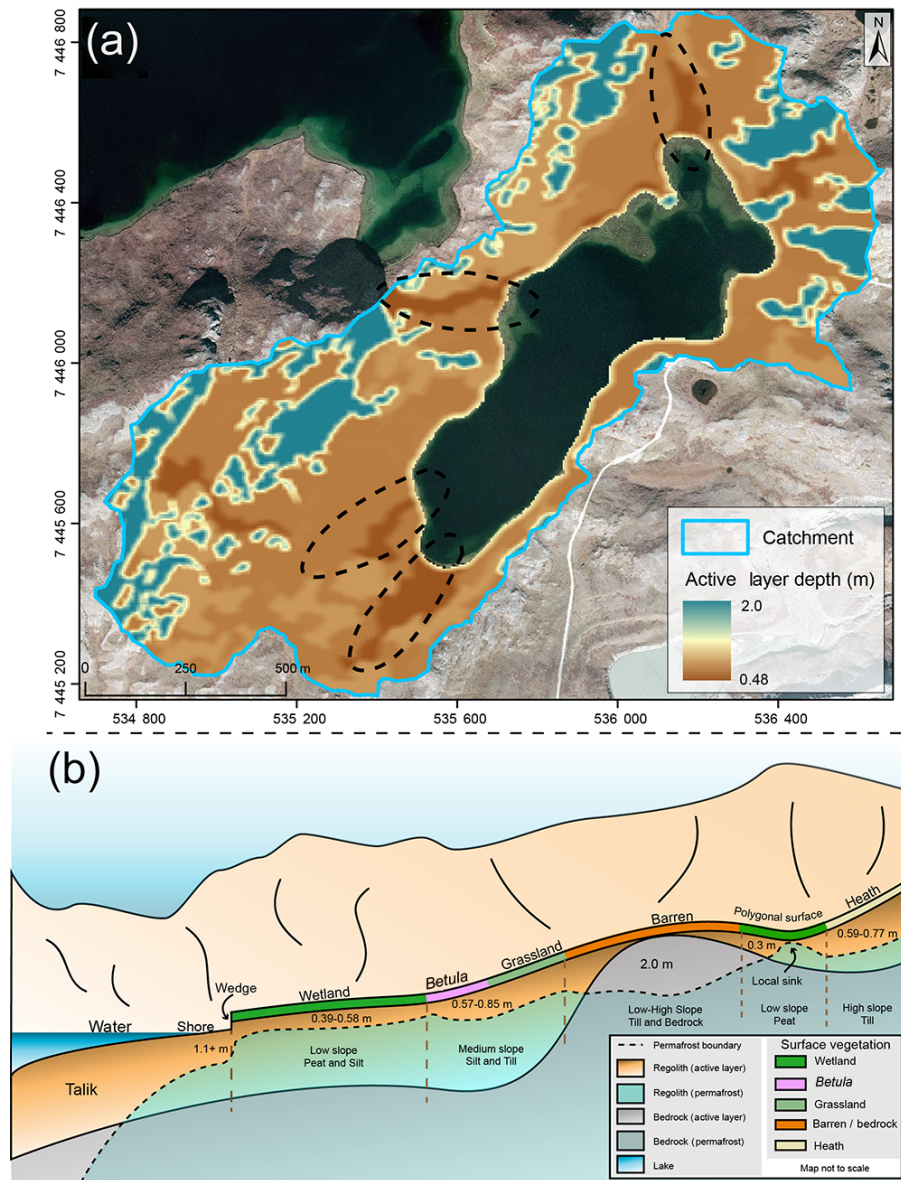 (a)
N
7 446 800
7 446 400
7 446 000
7 445 600
7 445 200
Catchment
Active layer depth (m)
2.0
0.48
0 250 500 m
534 800 535 200 535 600 536 000 536 400
(b)
Heath
Barren
Polygonal surface
0.59-0.77 m
0.3 m
Grassland
2.0 m
Betula
Local sink
Wedge
Wetland
0.57-0.85 m
0.39-0.58 m
Water
Shore
1.1+ m
Talik
Low slope
Peat and Silt
Medium slope
Silt and Till
Low-High Slope
Till and Bedrock
Low slope
Peat
High slope
Till
Permafrost boundary
Regolith (active layer)
Regolith (permafrost)
Bedrock (active layer)
Bedrock (permafrost)
Lake
Surface vegetation
Wetland
Betula
Grassland
Barren / bedrock
Heath
Map not to scale